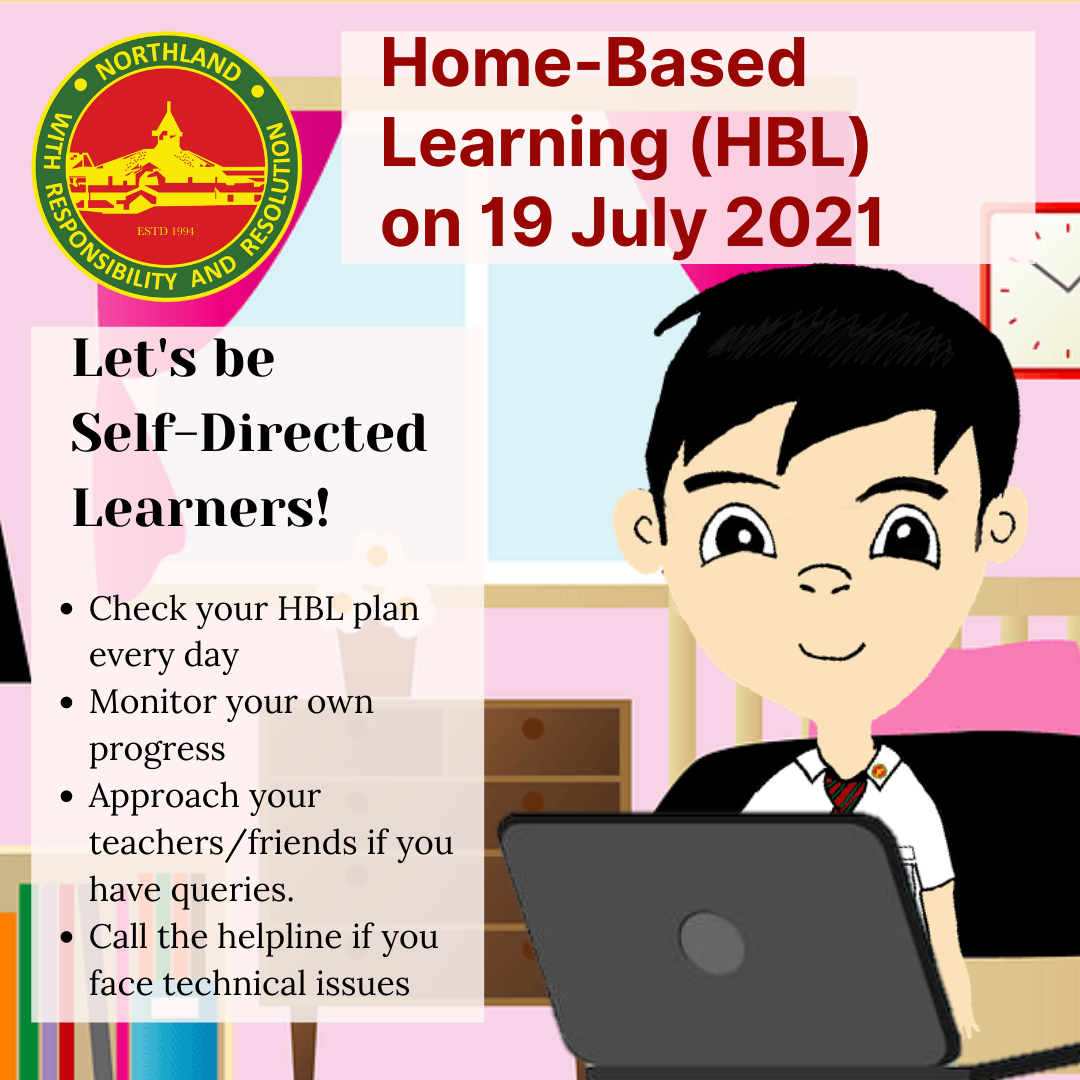 NORTHLAND
WITH RESPONSIBILITY AND RESOLUTION
ESTD 1994
Home-Based
Learning (HBL)
on 19 July 2021
Let's be
Self-Directed
Learners!
• Check your HBL plan
every day
• Monitor your own
progress
• Approach your
teachers/friends if you
have queries.
• Call the helpline if you
face technical issues